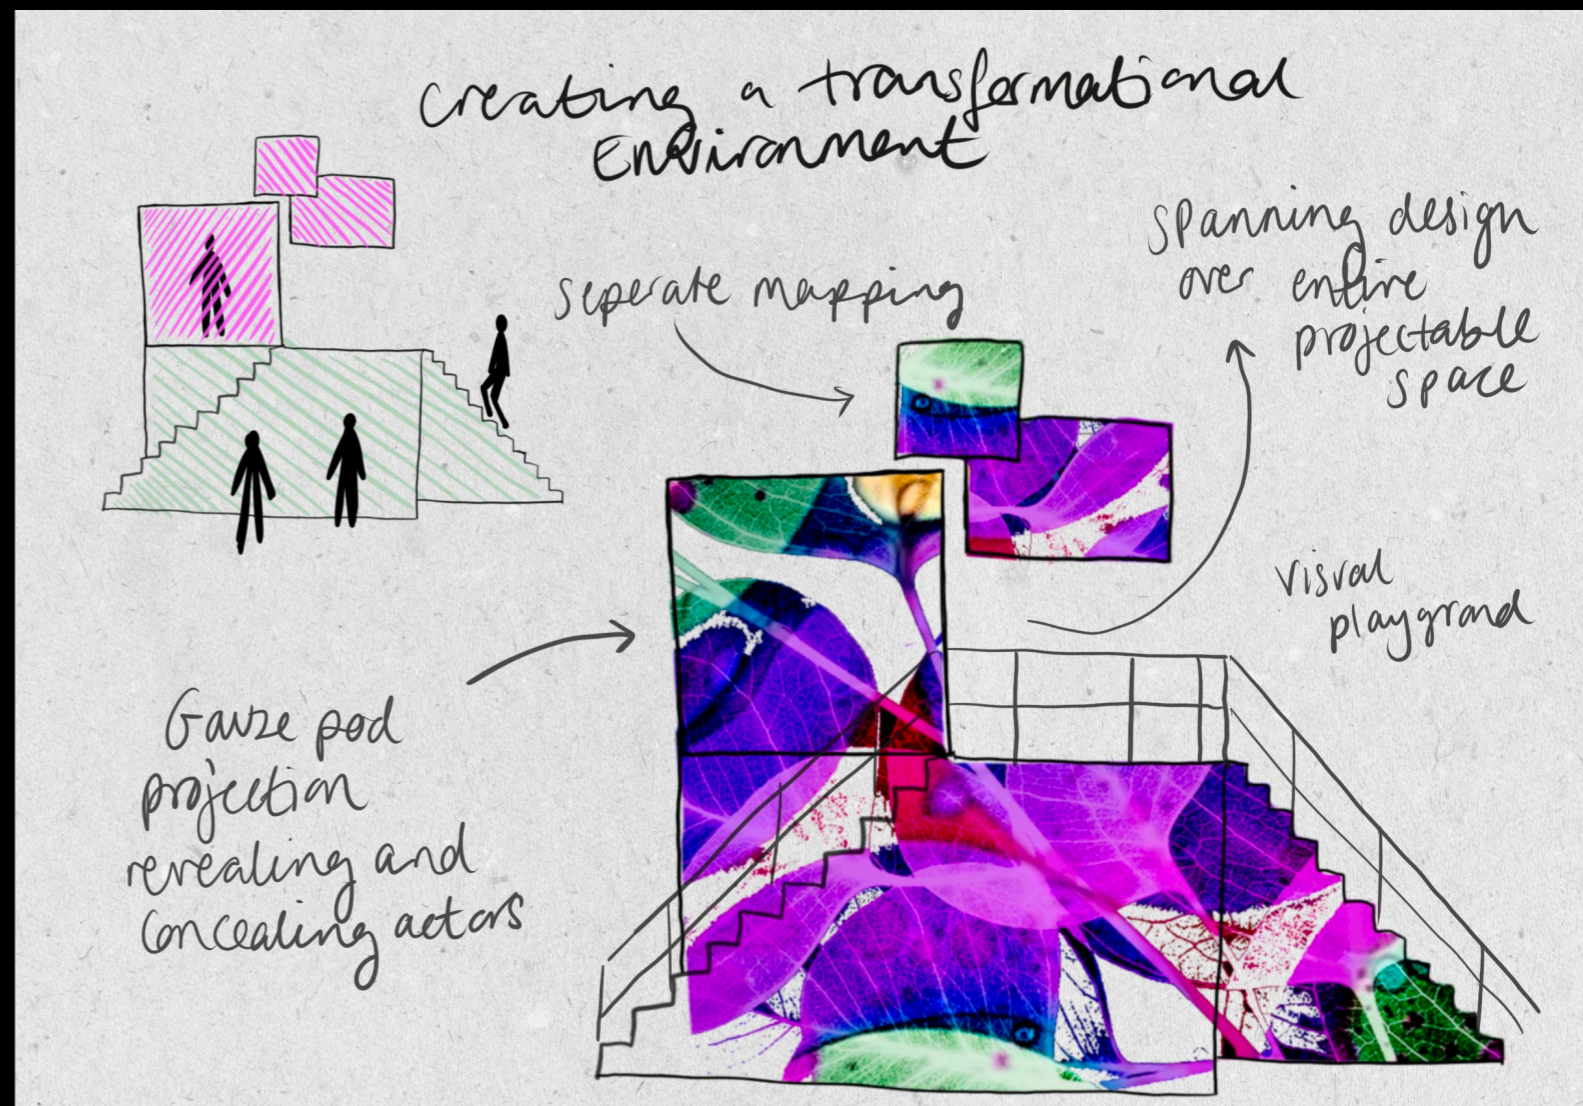 creating a transformational
Environment
seperate mapping
spanning design
over entire
projectable
space
visual
playground
Gauze pod
projection
revealing and
concealing actors